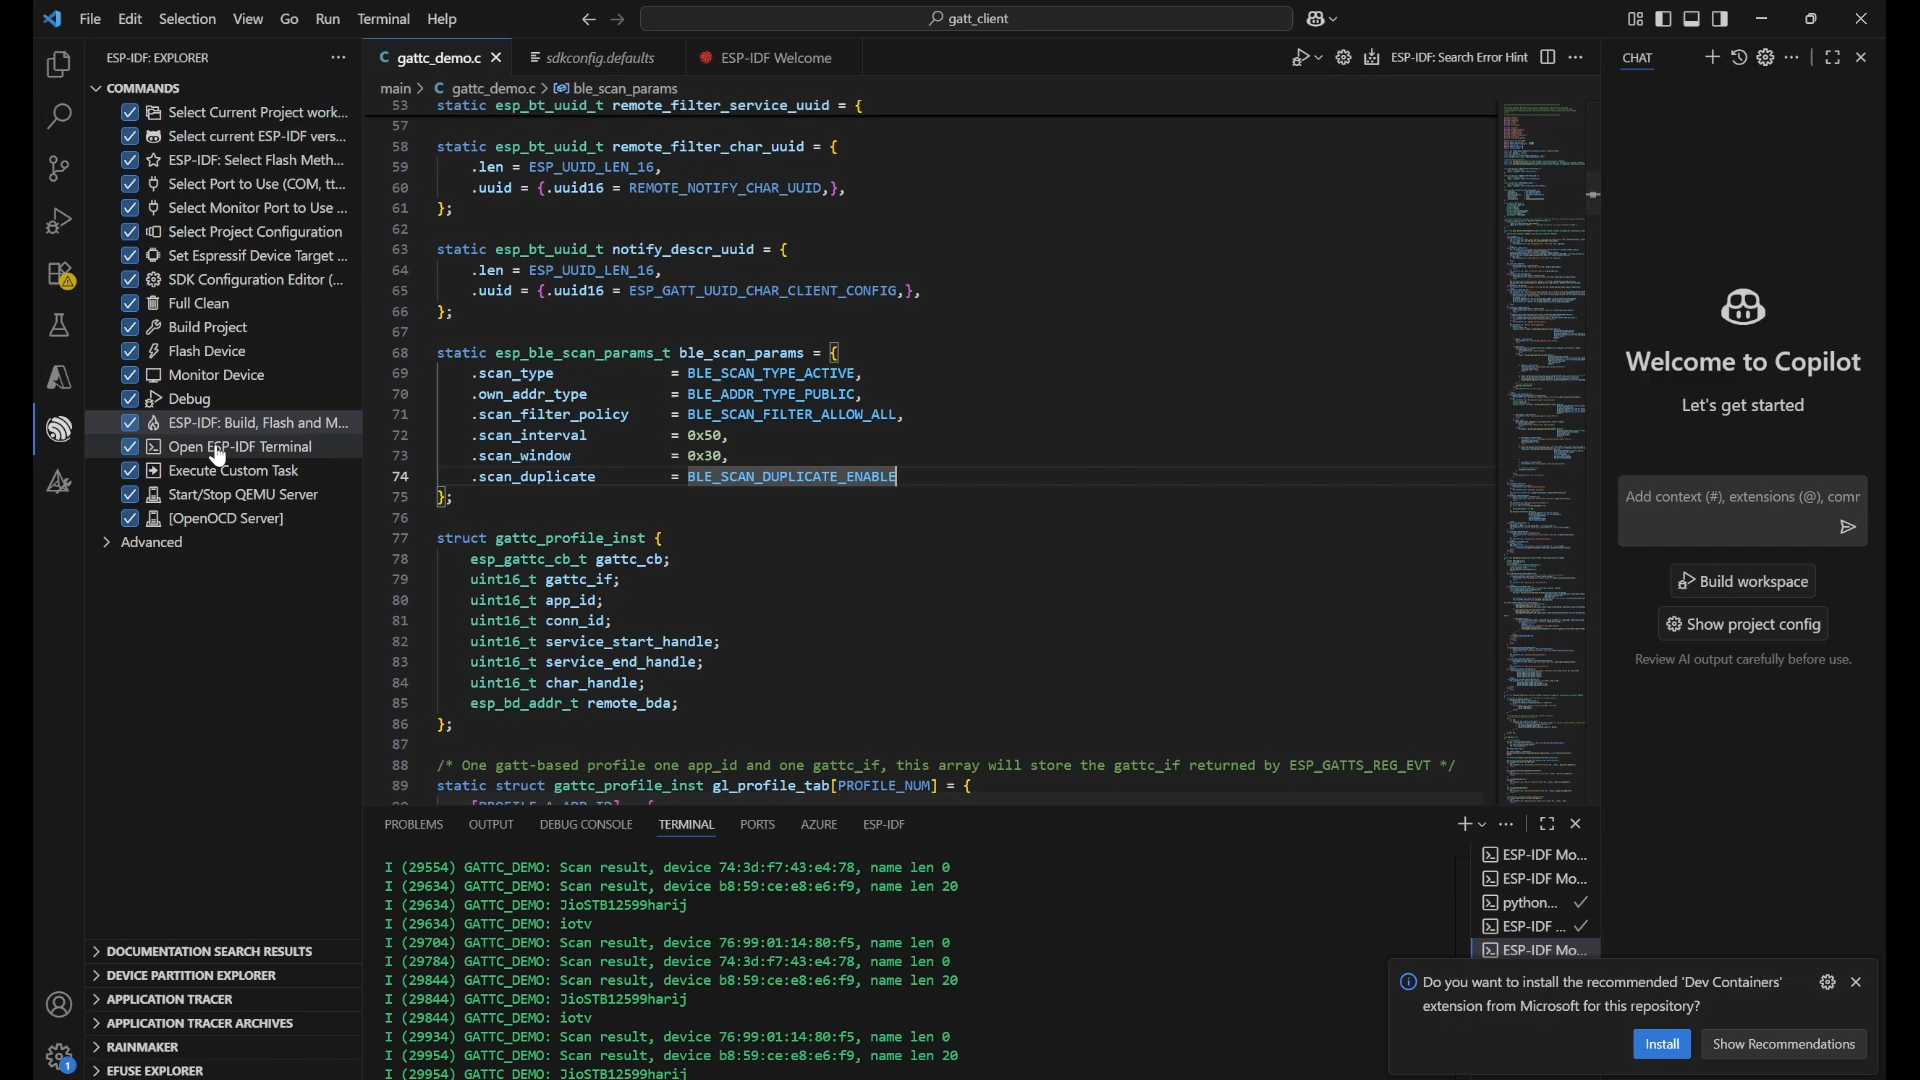 File Edit Selection View Go Run Terminal Help
gatt_client
ESP-IDF: EXPLORER
COMMANDS
Select Current Project work...
Select current ESP-IDF vers...
ESP-IDF: Select Flash Meth...
Select Port to Use (COM, tt...
Select Monitor Port to Use ...
Select Project Configuration
Set Espressif Device Target ...
SDK Configuration Editor (...
Full Clean
Build Project
Flash Device
Monitor Device
Debug
ESP-IDF: Build, Flash and M...
Open ESP-IDF Terminal
Execute Custom Task
Start/Stop QEMU Server
[OpenOCD Server]
Advanced
DOCUMENTATION SEARCH RESULTS
DEVICE PARTITION EXPLORER
APPLICATION TRACER
APPLICATION TRACER ARCHIVES
RAINMAKER
EFUSE EXPLORER
1
gattc_demo.c sdkconfig.defaults ESP-IDF Welcome ESP-IDF: Search Error Hint
main > gattc_demo.c > ble_scan_params
53 static esp_bt_uuid_t remote_filter_service_uuid = {
57
58 static esp_bt_uuid_t remote_filter_char_uuid = {
59 .len = ESP_UUID_LEN_16,
60 .uuid = {.uuid16 = REMOTE_NOTIFY_CHAR_UUID,},
61 };
62
63 static esp_bt_uuid_t notify_descr_uuid = {
64 .len = ESP_UUID_LEN_16,
65 .uuid = {.uuid16 = ESP_GATT_UUID_CHAR_CLIENT_CONFIG,},
66 };
67
68 static esp_ble_scan_params_t ble_scan_params = {
69 .scan_type = BLE_SCAN_TYPE_ACTIVE,
70 .own_addr_type = BLE_ADDR_TYPE_PUBLIC,
71 .scan_filter_policy = BLE_SCAN_FILTER_ALLOW_ALL,
72 .scan_interval = 0x50,
73 .scan_window = 0x30,
74 .scan_duplicate = BLE_SCAN_DUPLICATE_ENABLE
75 };
76
77 struct gattc_profile_inst {
78 esp_gattc_cb_t gattc_cb;
79 uint16_t gattc_if;
80 uint16_t app_id;
81 uint16_t conn_id;
82 uint16_t service_start_handle;
83 uint16_t service_end_handle;
84 uint16_t char_handle;
85 esp_bd_addr_t remote_bda;
86 };
87
88 /* One gatt-based profile one app_id and one gattc_if, this array will store the gattc_if returned by ESP_GATTS_REG_EVT */
89 static struct gattc_profile_inst gl_profile_tab[PROFILE_NUM] = {
PROBLEMS OUTPUT DEBUG CONSOLE TERMINAL PORTS AZURE ESP-IDF
I (29554) GATTC_DEMO: Scan result, device 74:3d:f7:43:e4:78, name len 0
I (29634) GATTC_DEMO: Scan result, device b8:59:ce:e8:e6:f9, name len 20
I (29634) GATTC_DEMO: JioSTB12599harij
I (29634) GATTC_DEMO: iotv
I (29704) GATTC_DEMO: Scan result, device 76:99:01:14:80:f5, name len 0
I (29784) GATTC_DEMO: Scan result, device 74:3d:f7:43:e4:78, name len 0
I (29844) GATTC_DEMO: Scan result, device b8:59:ce:e8:e6:f9, name len 20
I (29844) GATTC_DEMO: JioSTB12599harij
I (29844) GATTC_DEMO: iotv
I (29934) GATTC_DEMO: Scan result, device 76:99:01:14:80:f5, name len 0
I (29954) GATTC_DEMO: Scan result, device b8:59:ce:e8:e6:f9, name len 20
I (29954) GATTC_DEMO: JioSTB12599harij
ESP-IDF Mo...
ESP-IDF Mo...
python...
ESP-IDF ...
ESP-IDF Mo...
CHAT
Welcome to Copilot
Let's get started
Add context (#), extensions (@), comr
Build workspace
Show project config
Review AI output carefully before use.
Do you want to install the recommended 'Dev Containers'
extension from Microsoft for this repository?
Install
Show Recommendations